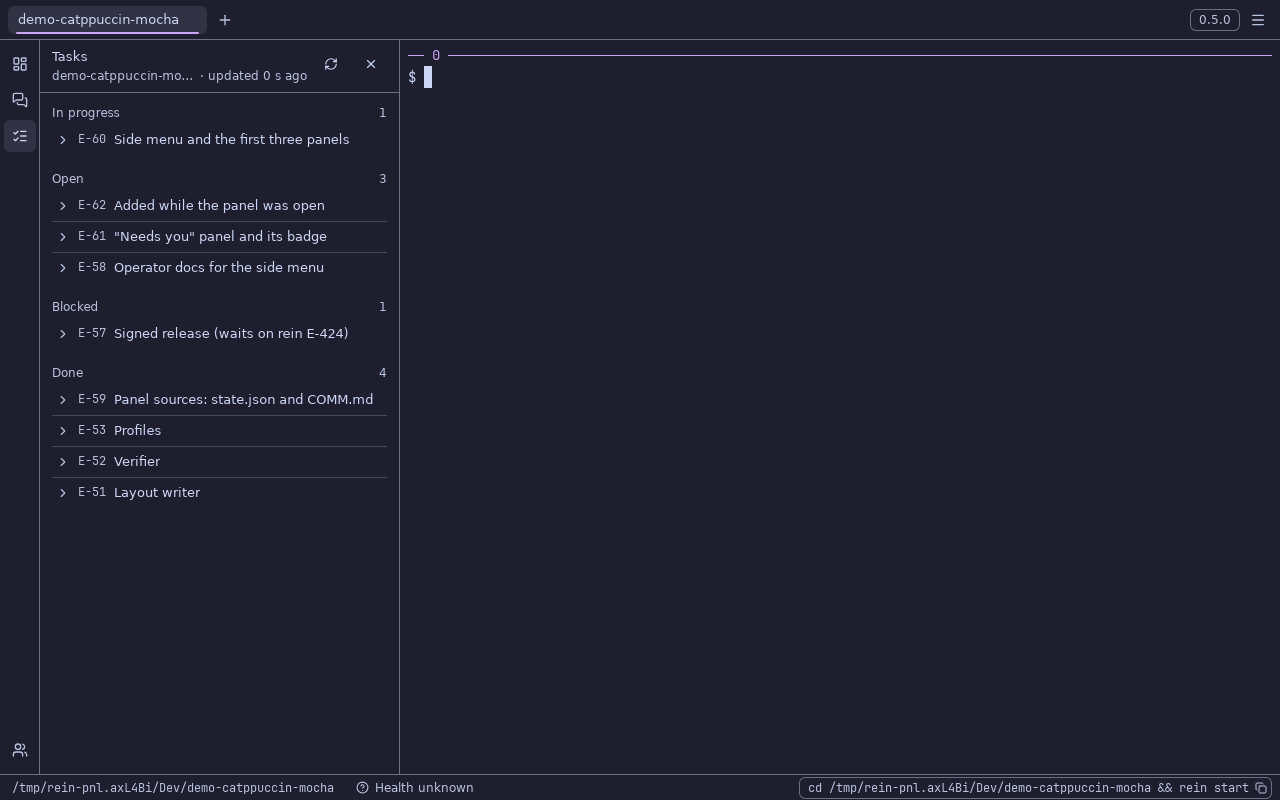 demo-catppuccin-mocha
0.5.0
Tasks
demo-catppuccin-mo... · updated 0 s ago
In progress 1
E-60 Side menu and the first three panels
Open 3
E-62 Added while the panel was open
E-61 "Needs you" panel and its badge
E-58 Operator docs for the side menu
Blocked 1
E-57 Signed release (waits on rein E-424)
Done 4
E-59 Panel sources: state.json and COMM.md
E-53 Profiles
E-52 Verifier
E-51 Layout writer
0
$
/tmp/rein-pnl.axL4Bi/Dev/demo-catppuccin-mocha
Health unknown
cd /tmp/rein-pnl.axL4Bi/Dev/demo-catppuccin-mocha && rein start